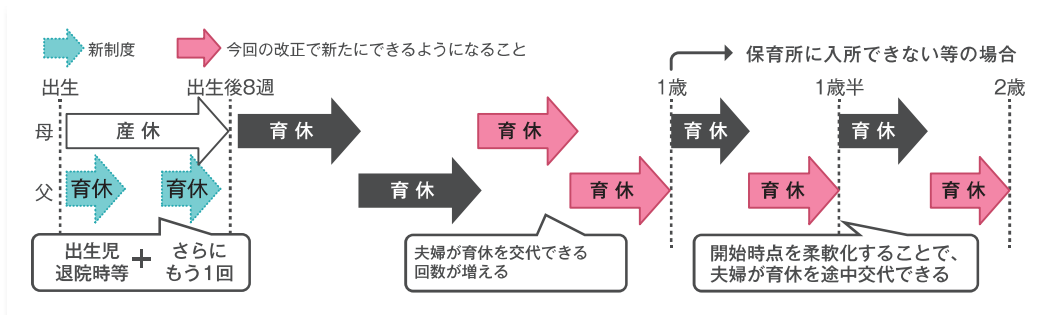 新制度
今回の改正で新たにできるようになること
保育所に入所できない等の場合
出生
出生後8週
1歳
1歳半
2歳
母
産休
育休
育休
育休
育休
父
育休
育休
育休
育休
育休
育休
出生児
退院時等
+
さらに
もう1回
夫婦が育休を交代できる
回数が増える
開始時点を柔軟化することで、
夫婦が育休を途中交代できる